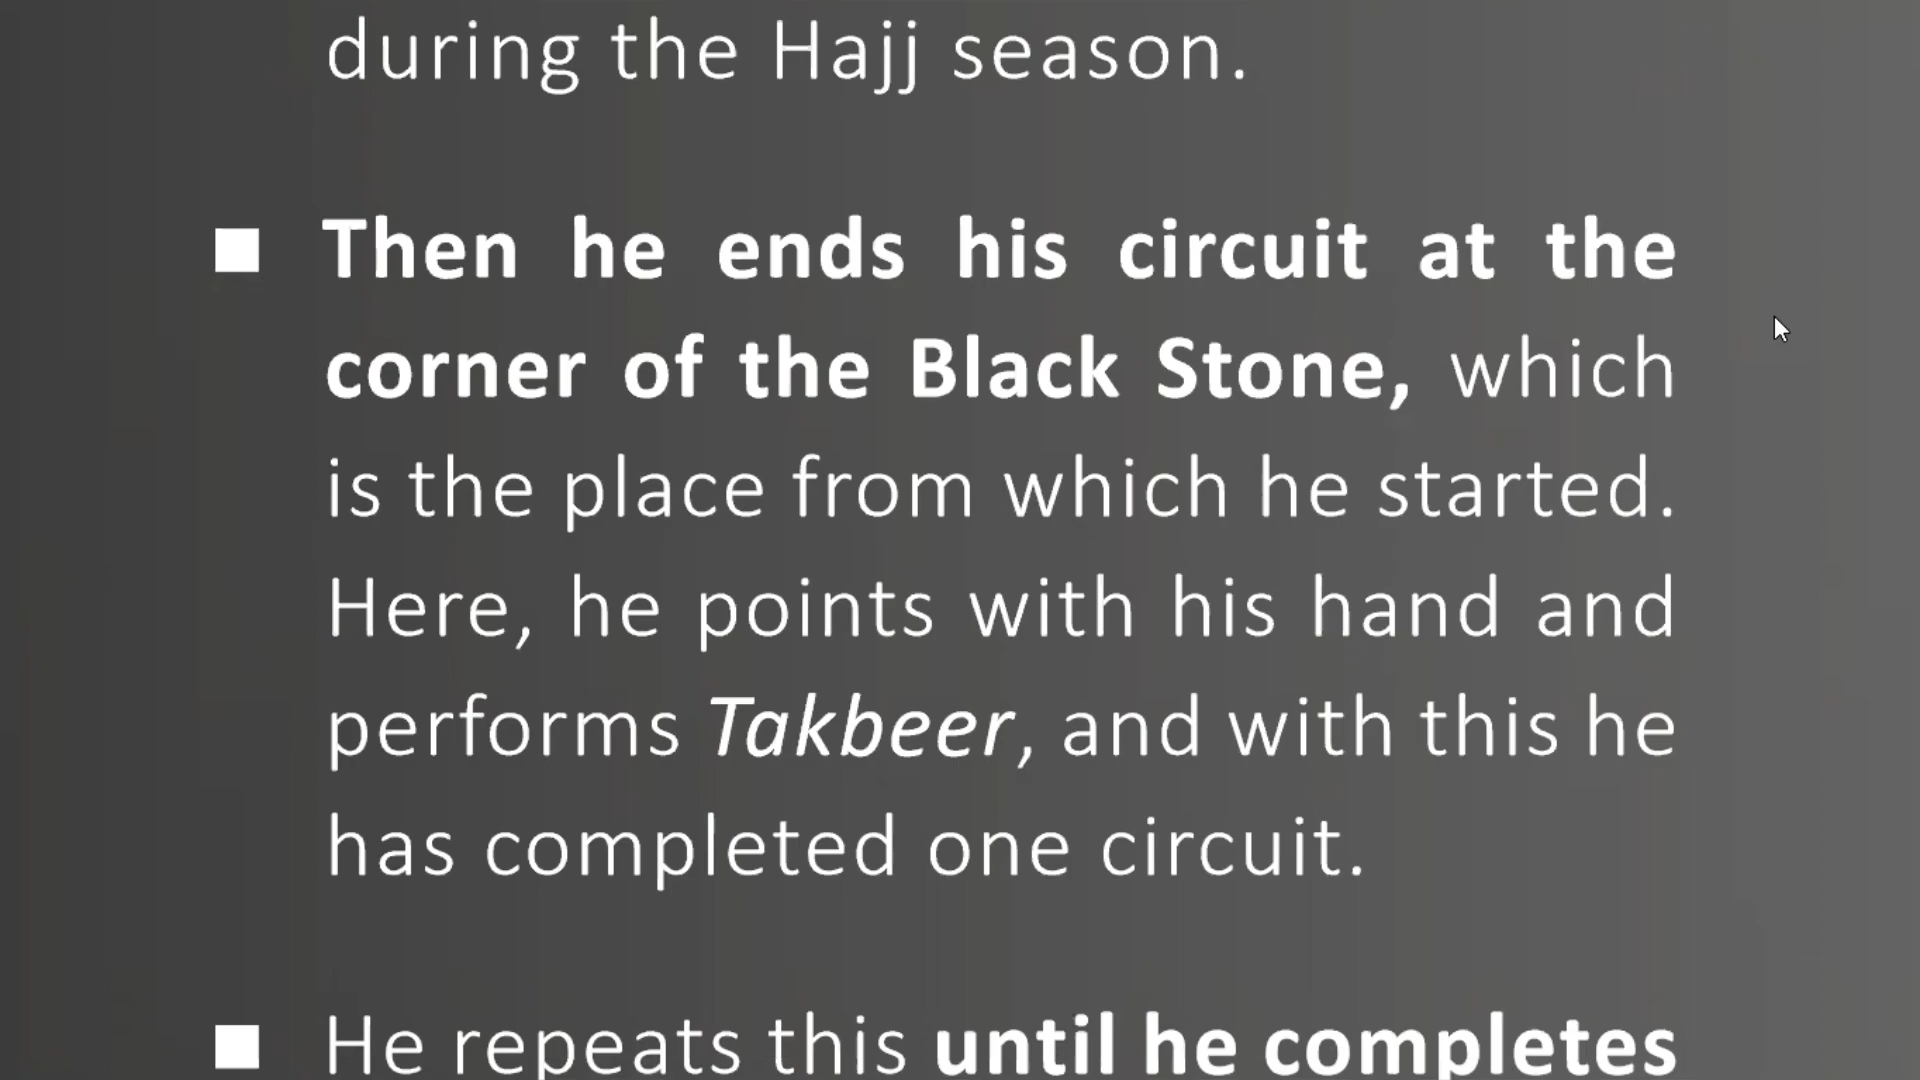 during the Hajj season.
Then he ends his circuit at the
corner of the Black Stone, which
is the place from which he started.
Here, he points with his hand and
performs Takbeer, and with this he
has completed one circuit.
He repeats this until he completes